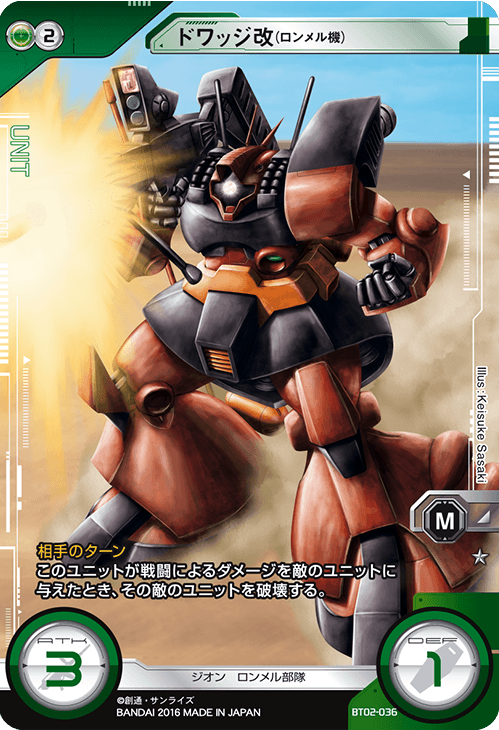 2
ドワッジ改(ロンメル機)
UNIT
Illus:Keisuke Sasaki
M
相手のターン
このユニットが戦闘によるダメージを敵のユニットに
与えたとき、その敵のユニットを破壊する。
ATK
3
DEF
1
ジオン ロンメル部隊
©創通・サンライズ
BANDAI 2016 MADE IN JAPAN
BT02-036